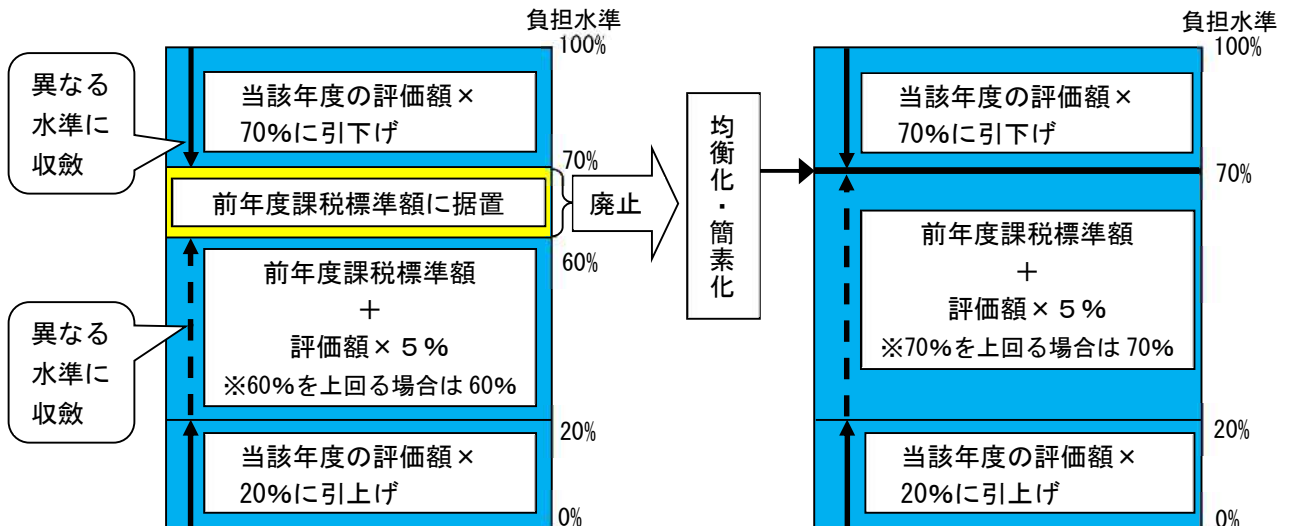 負担水準
100%
異なる
水準に
収斂
当該年度の評価額×
70%に引下げ
70%
前年度課税標準額に据置
廃止
60%
前年度課税標準額
＋
評価額×５%
※60%を上回る場合は 60%
異なる
水準に
収斂
20%
当該年度の評価額×
20%に引上げ
0%
均衡化・簡素化
負担水準
100%
当該年度の評価額×
70%に引下げ
70%
前年度課税標準額
＋
評価額×５%
※70%を上回る場合は 70%
20%
当該年度の評価額×
20%に引上げ
0%